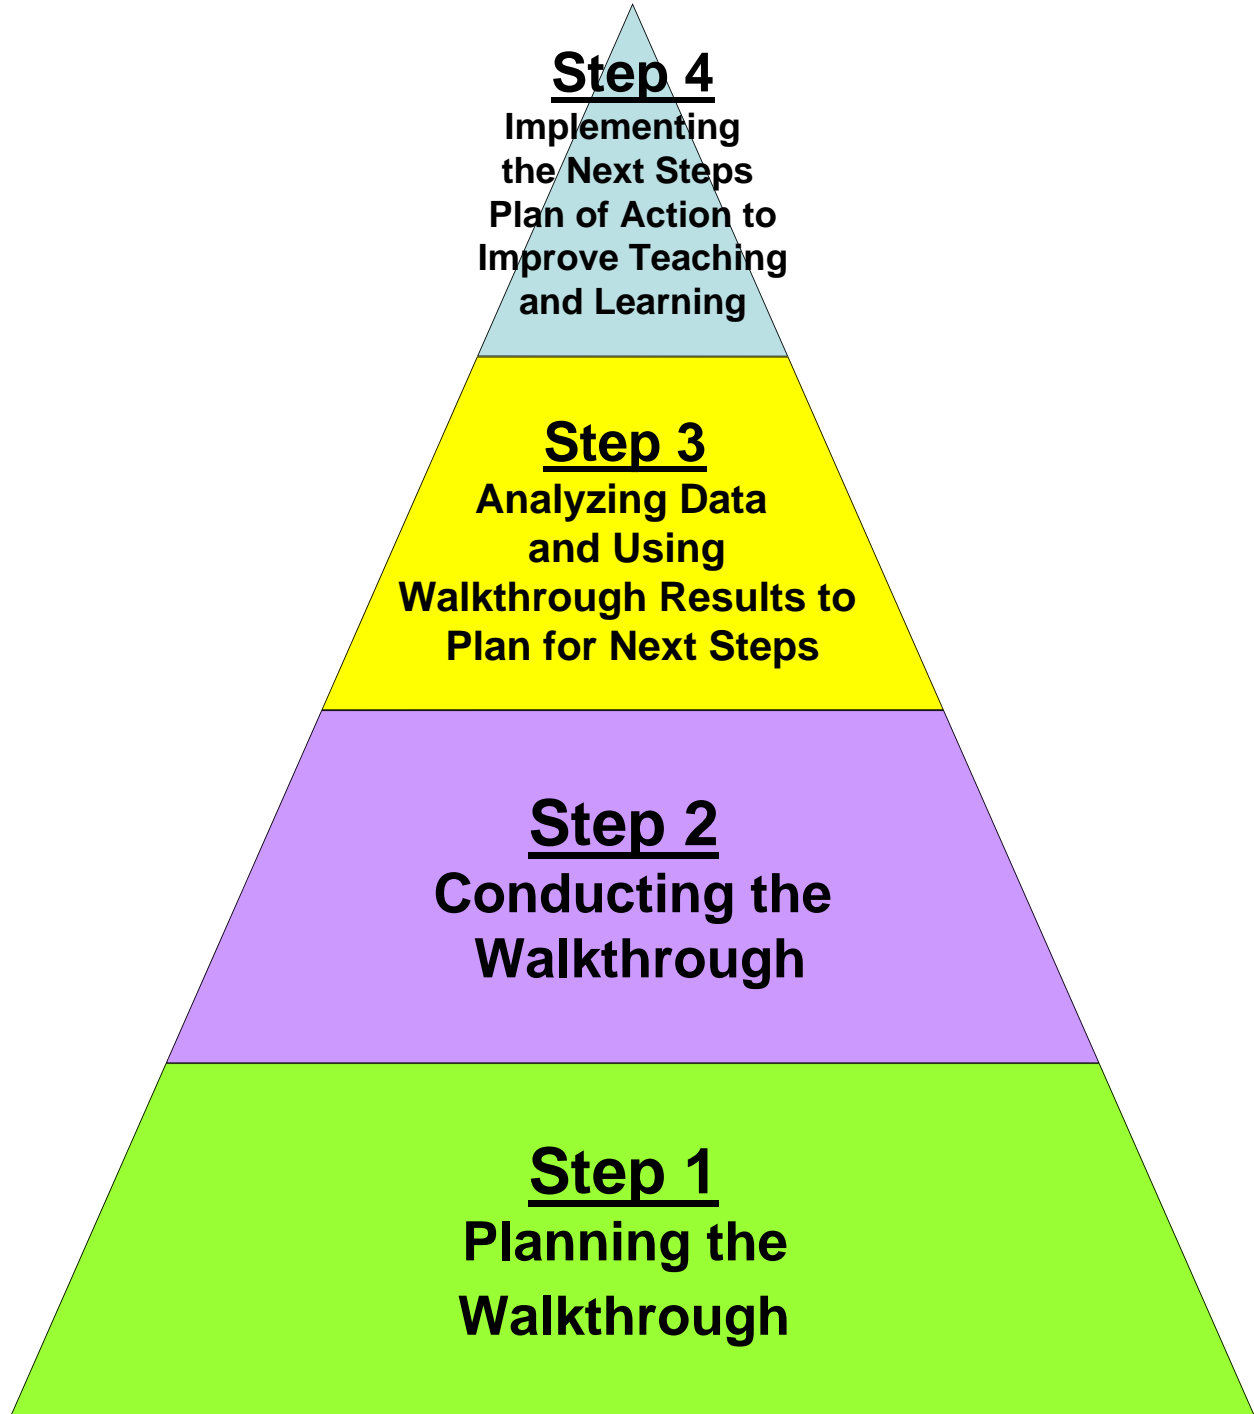 Step 4
Implementing
the Next Steps
Plan of Action to
Improve Teaching
and Learning
Step 3
Analyzing Data
and Using
Walkthrough Results to
Plan for Next Steps
Step 2
Conducting the
Walkthrough
Step 1
Planning the
Walkthrough